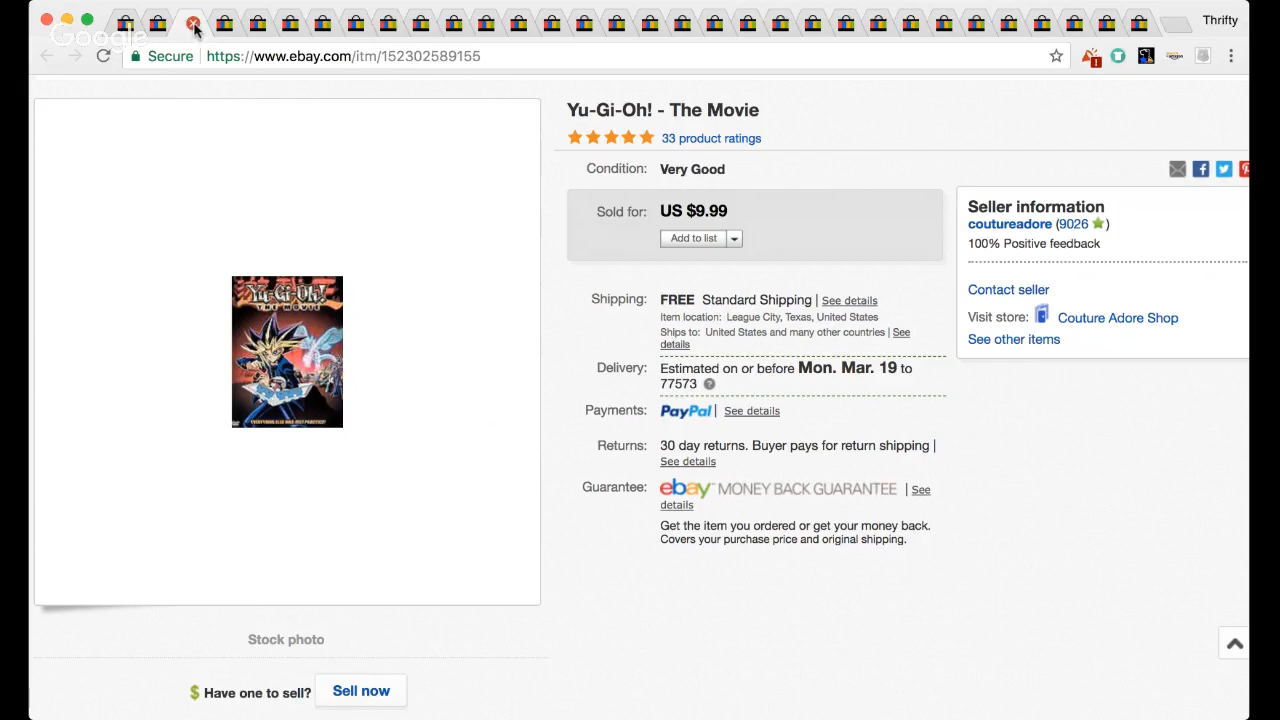 Thrifty
Google
Secure https://www.ebay.com/itm/152302589155
Yu-Gi-Oh! - The Movie
33 product ratings
Condition: Very Good
Sold for: US $9.99
Add to list
Shipping: FREE Standard Shipping | See details
Item location: League City, Texas, United States
Ships to: United States and many other countries | See
details
Delivery: Estimated on or before Mon. Mar. 19 to
77573
Payments: PayPal | See details
Returns: 30 day returns. Buyer pays for return shipping |
See details
Guarantee: ebay MONEY BACK GUARANTEE | See
details
Get the item you ordered or get your money back.
Covers your purchase price and original shipping.
Seller information
coutureadore (9026 )
100% Positive feedback
Contact seller
Visit store: Couture Adore Shop
See other items
Yu-Gi-Oh!
THE MOVIE
Stock photo
Have one to sell? Sell now